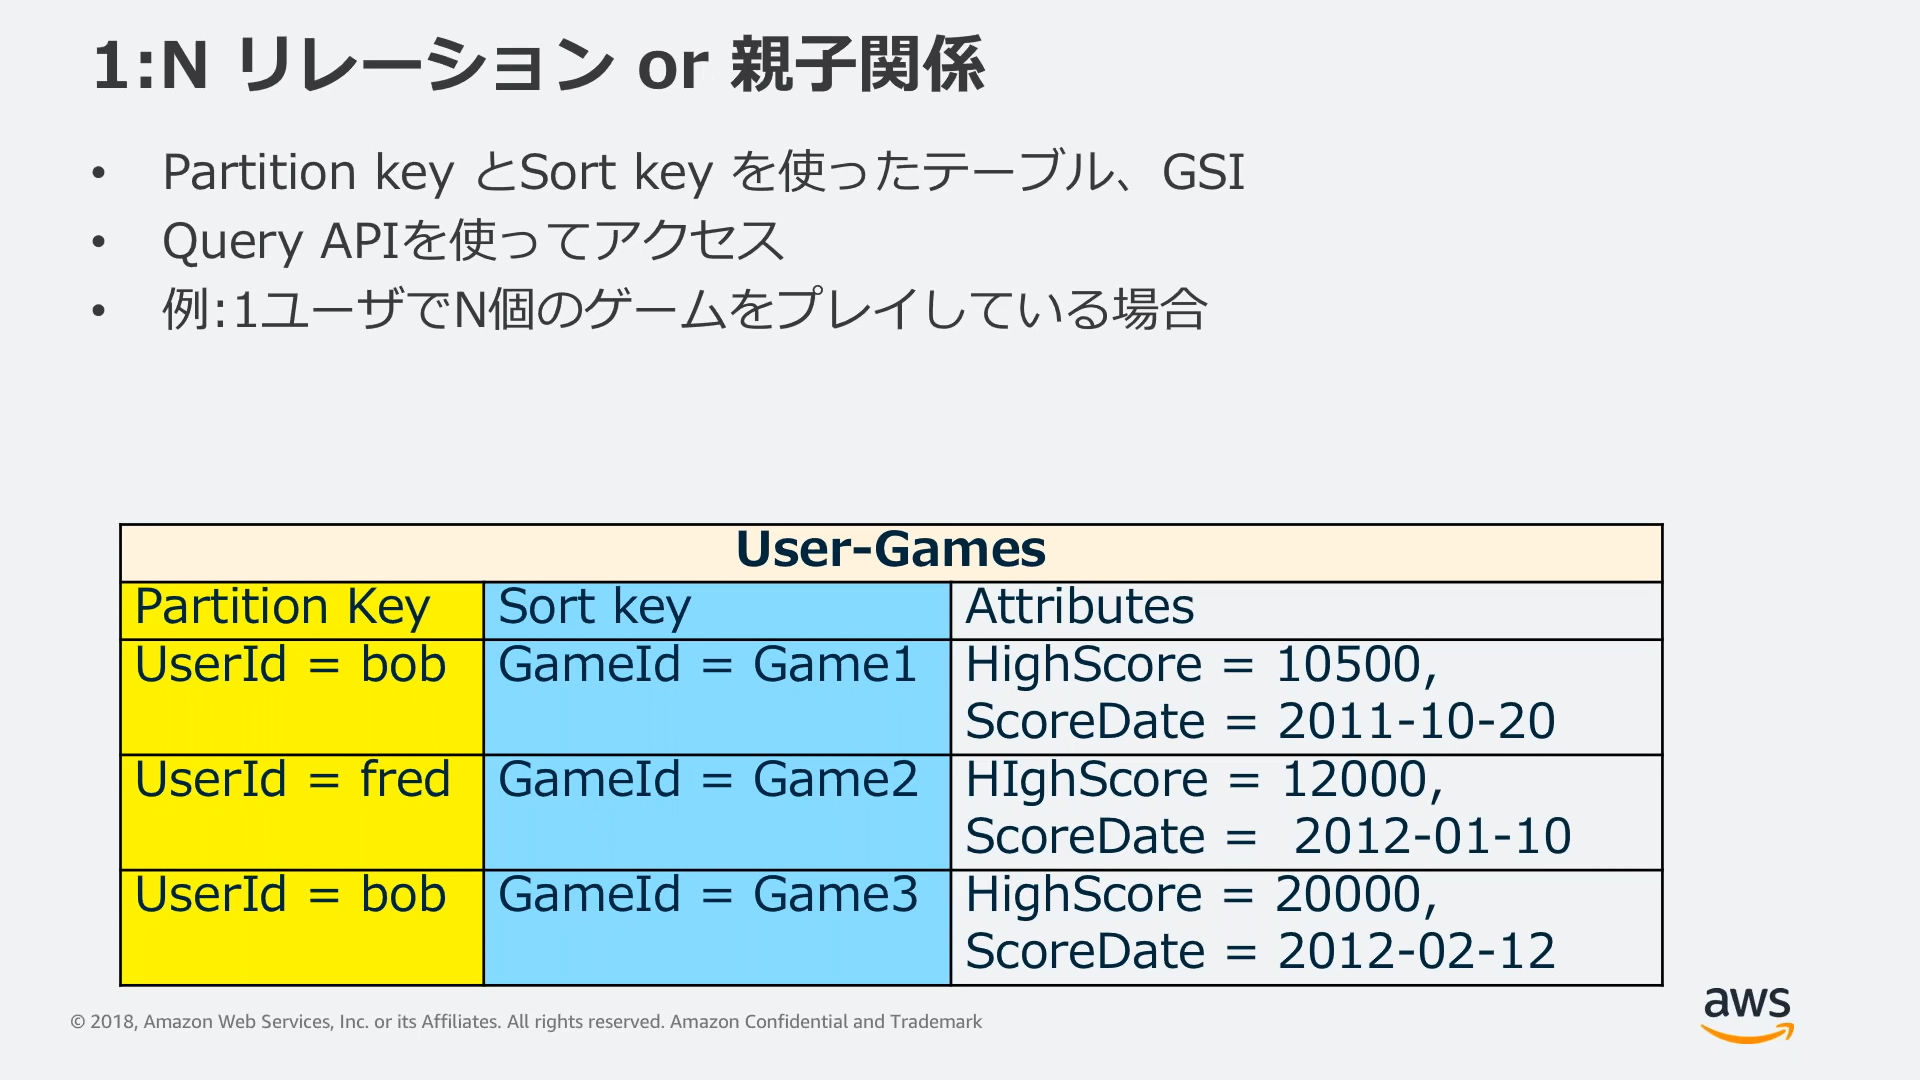 1:N リレーション or 親子関係
• Partition key とSort key を使ったテーブル、GSI
• Query APIを使ってアクセス
• 例:1ユーザでN個のゲームをプレイしている場合
User-Games
Partition Key Sort key Attributes
UserId = bob GameId = Game1 HighScore = 10500,
ScoreDate = 2011-10-20
UserId = fred GameId = Game2 HIghScore = 12000,
ScoreDate = 2012-01-10
UserId = bob GameId = Game3 HighScore = 20000,
ScoreDate = 2012-02-12
© 2018, Amazon Web Services, Inc. or its Affiliates. All rights reserved. Amazon Confidential and Trademark
aws